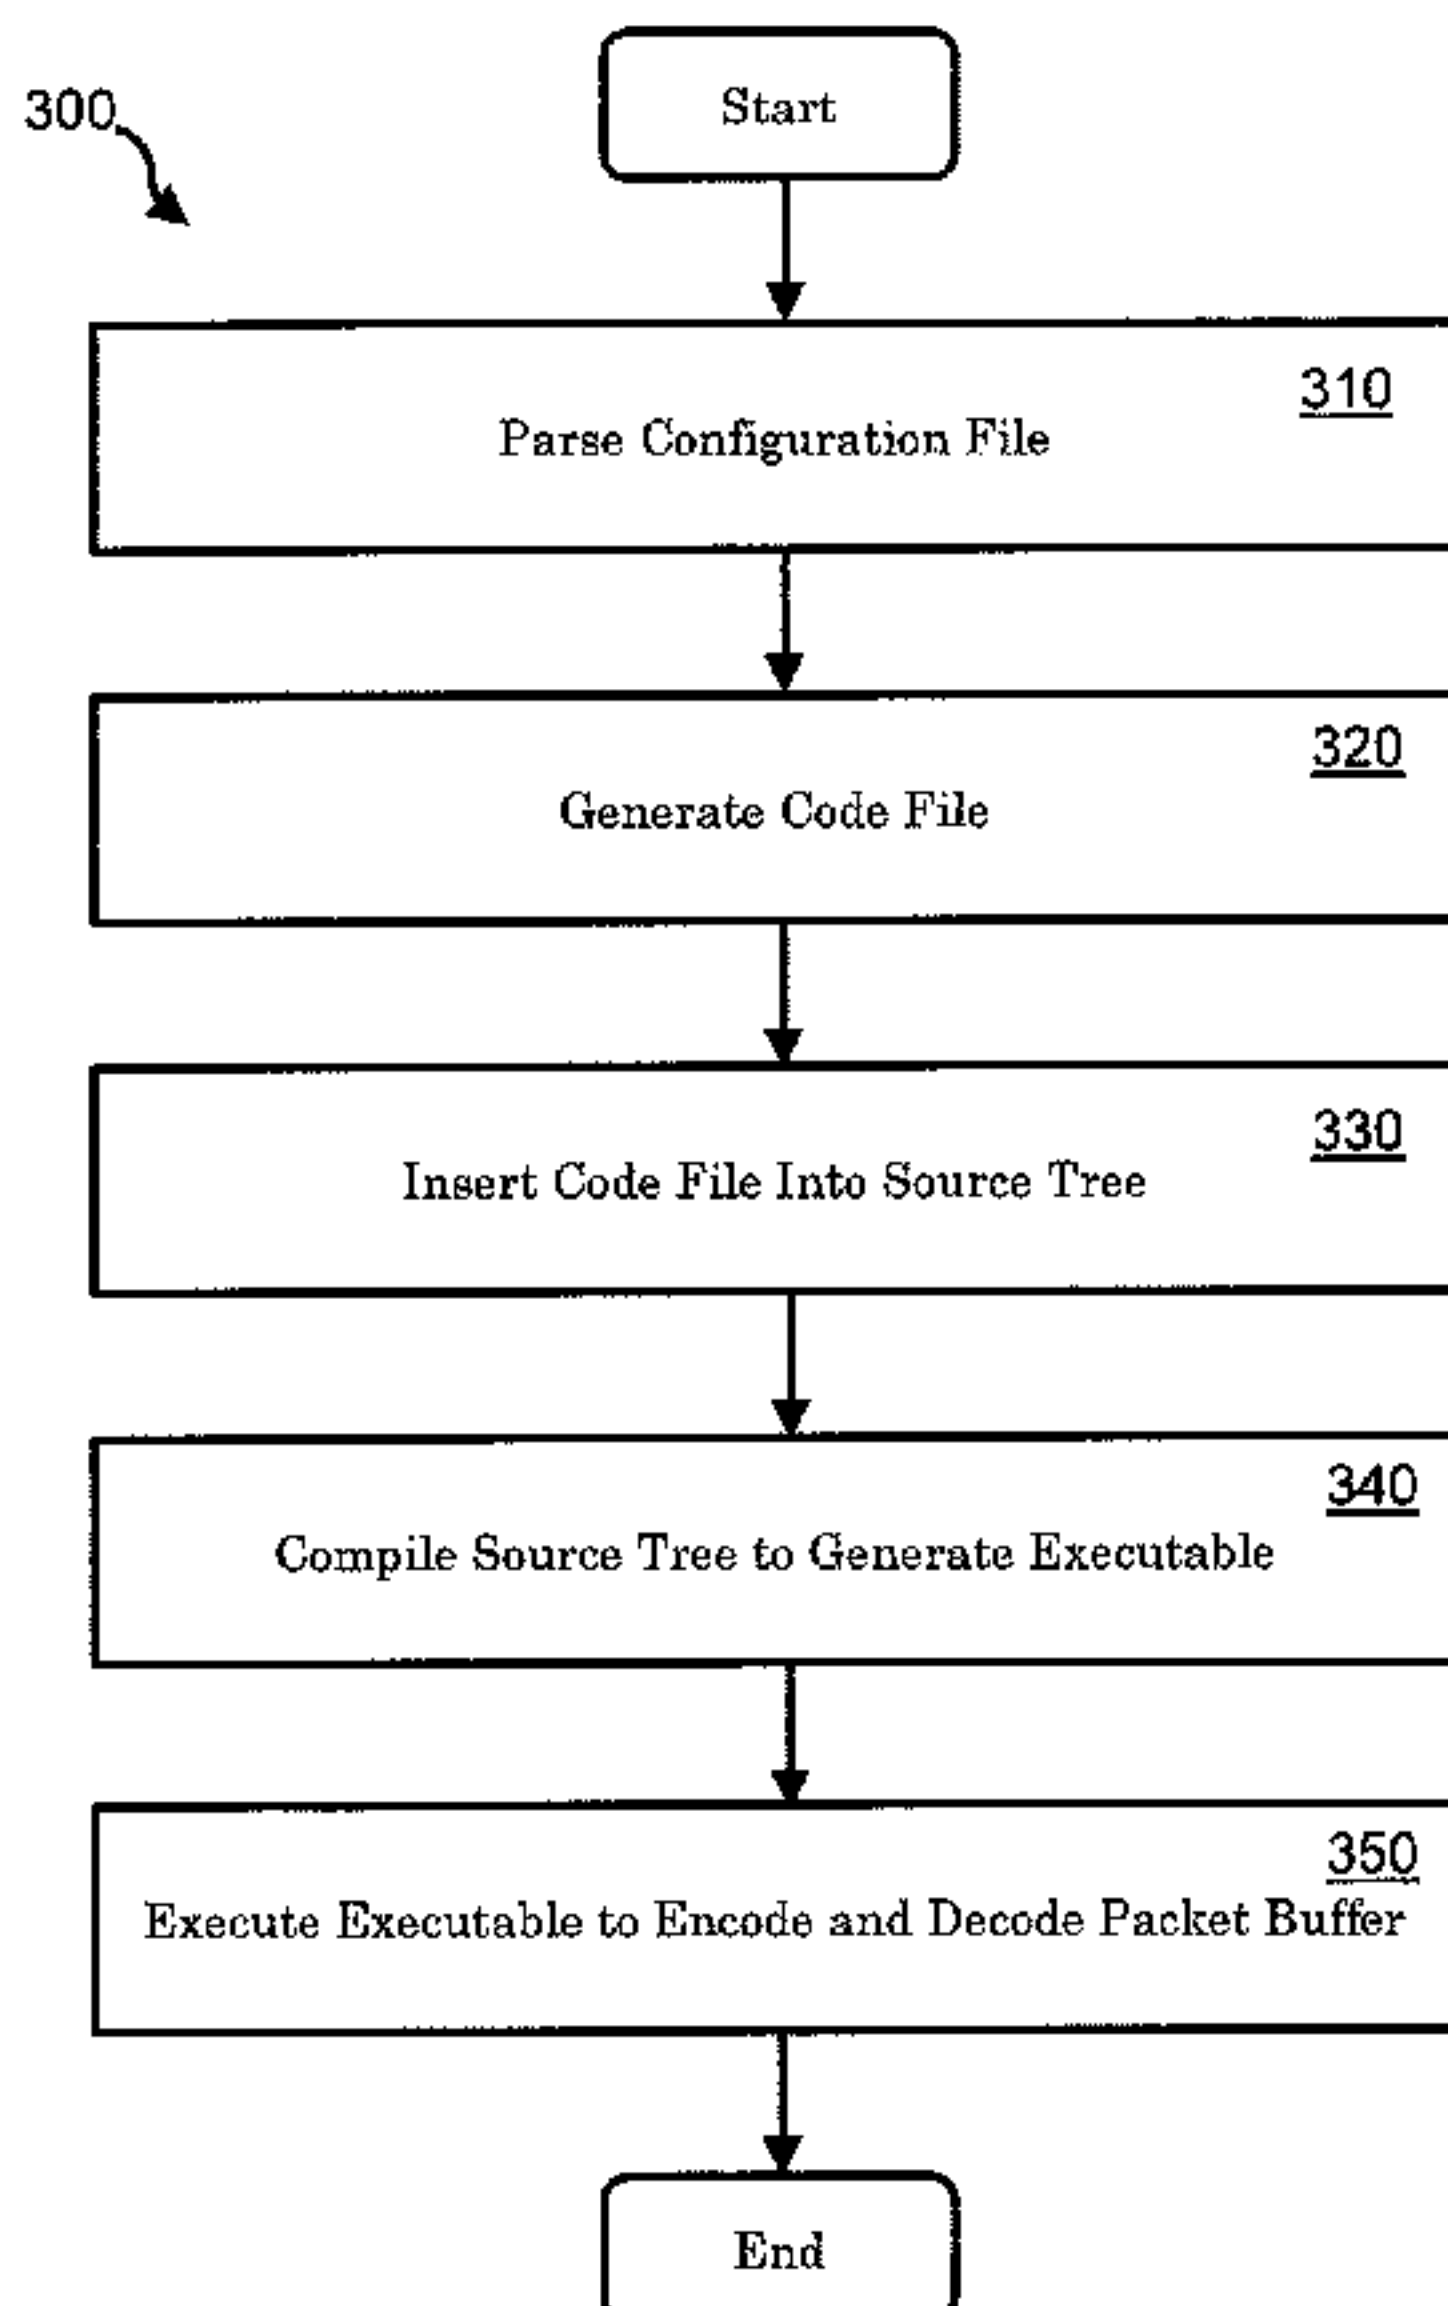 Start
300
310
Parse Configuration File
320
Generate Code File
330
Insert Code File Into Source Tree
340
Compile Source Tree to Generate Executable
350
Execute Executable to Encode and Decode Packet Buffer
End